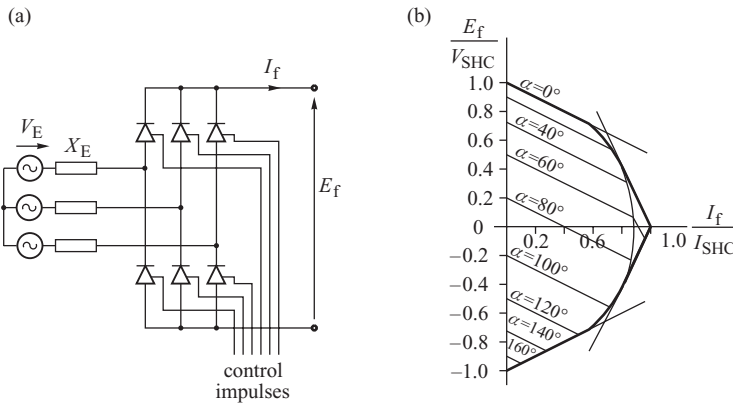 (a)
I_f
V_E
X_E
E_f
control
impulses
(b)
E_f
V_SHC
1.0
0.8
0.6
0.4
0.2
0
−0.2
−0.4
−0.6
−0.8
−1.0
α=0°
α=40°
α=60°
α=80°
α=100°
α=120°
α=140°
160°
0.2
0.6
1.0
I_f
I_SHC